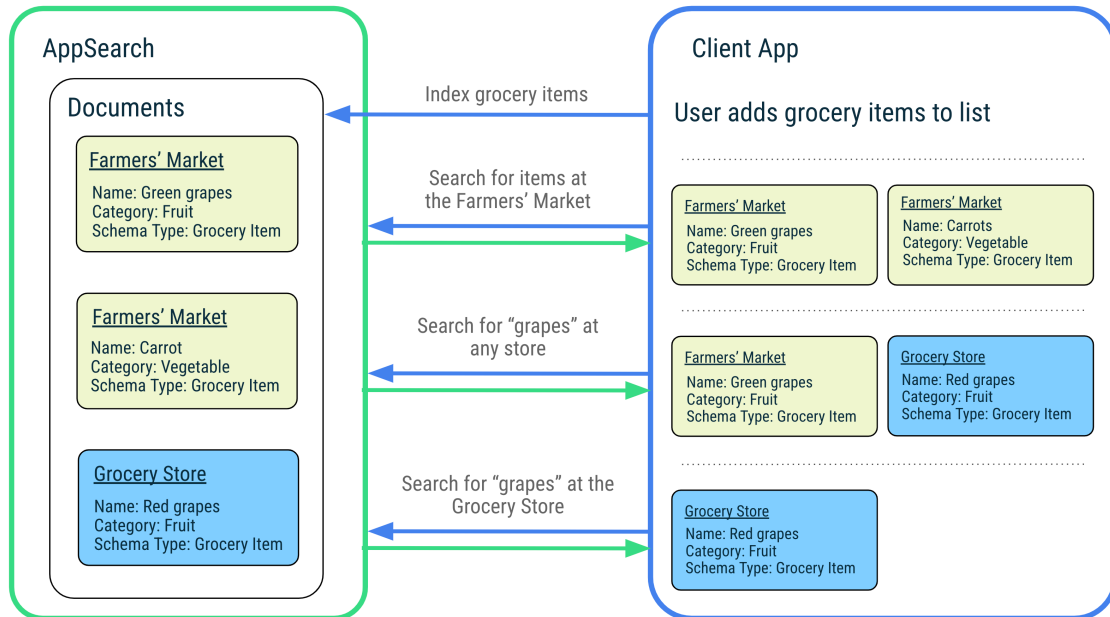 AppSearch
Documents
Farmers’ Market
Name: Green grapes
Category: Fruit
Schema Type: Grocery Item
Farmers’ Market
Name: Carrot
Category: Vegetable
Schema Type: Grocery Item
Grocery Store
Name: Red grapes
Category: Fruit
Schema Type: Grocery Item
Index grocery items
Search for items at
the Farmers’ Market
Search for “grapes” at
any store
Search for “grapes” at the
Grocery Store
Client App
User adds grocery items to list
Farmers’ Market
Name: Green grapes
Category: Fruit
Schema Type: Grocery Item
Farmers’ Market
Name: Carrots
Category: Vegetable
Schema Type: Grocery Item
Farmers’ Market
Name: Green grapes
Category: Fruit
Schema Type: Grocery Item
Grocery Store
Name: Red grapes
Category: Fruit
Schema Type: Grocery Item
Grocery Store
Name: Red grapes
Category: Fruit
Schema Type: Grocery Item